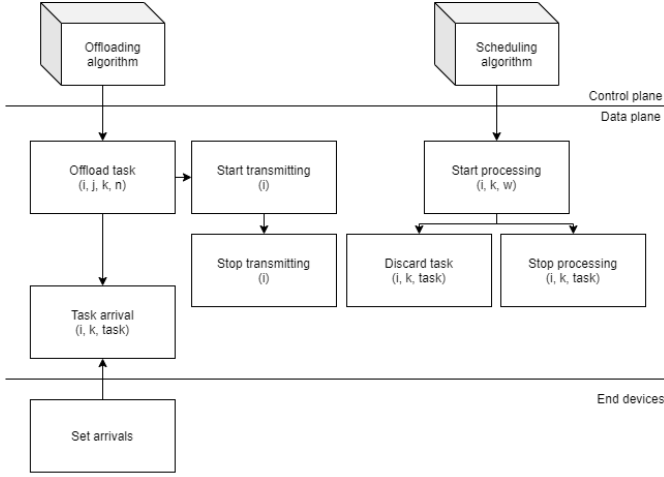 Offloading
algorithm
Scheduling
algorithm
Control plane
Data plane
Offload task
(i, j, k, n)
Start transmitting
(i)
Start processing
(i, k, w)
Stop transmitting
(i)
Discard task
(i, k, task)
Stop processing
(i, k, task)
Task arrival
(i, k, task)
End devices
Set arrivals